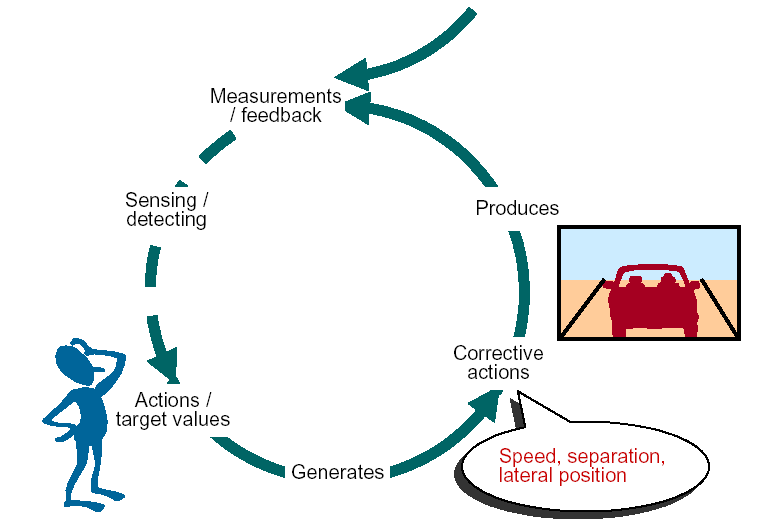 Measurements
/ feedback
Sensing /
detecting
Produces
Corrective
actions
Actions /
target values
Generates
Speed, separation,
lateral position